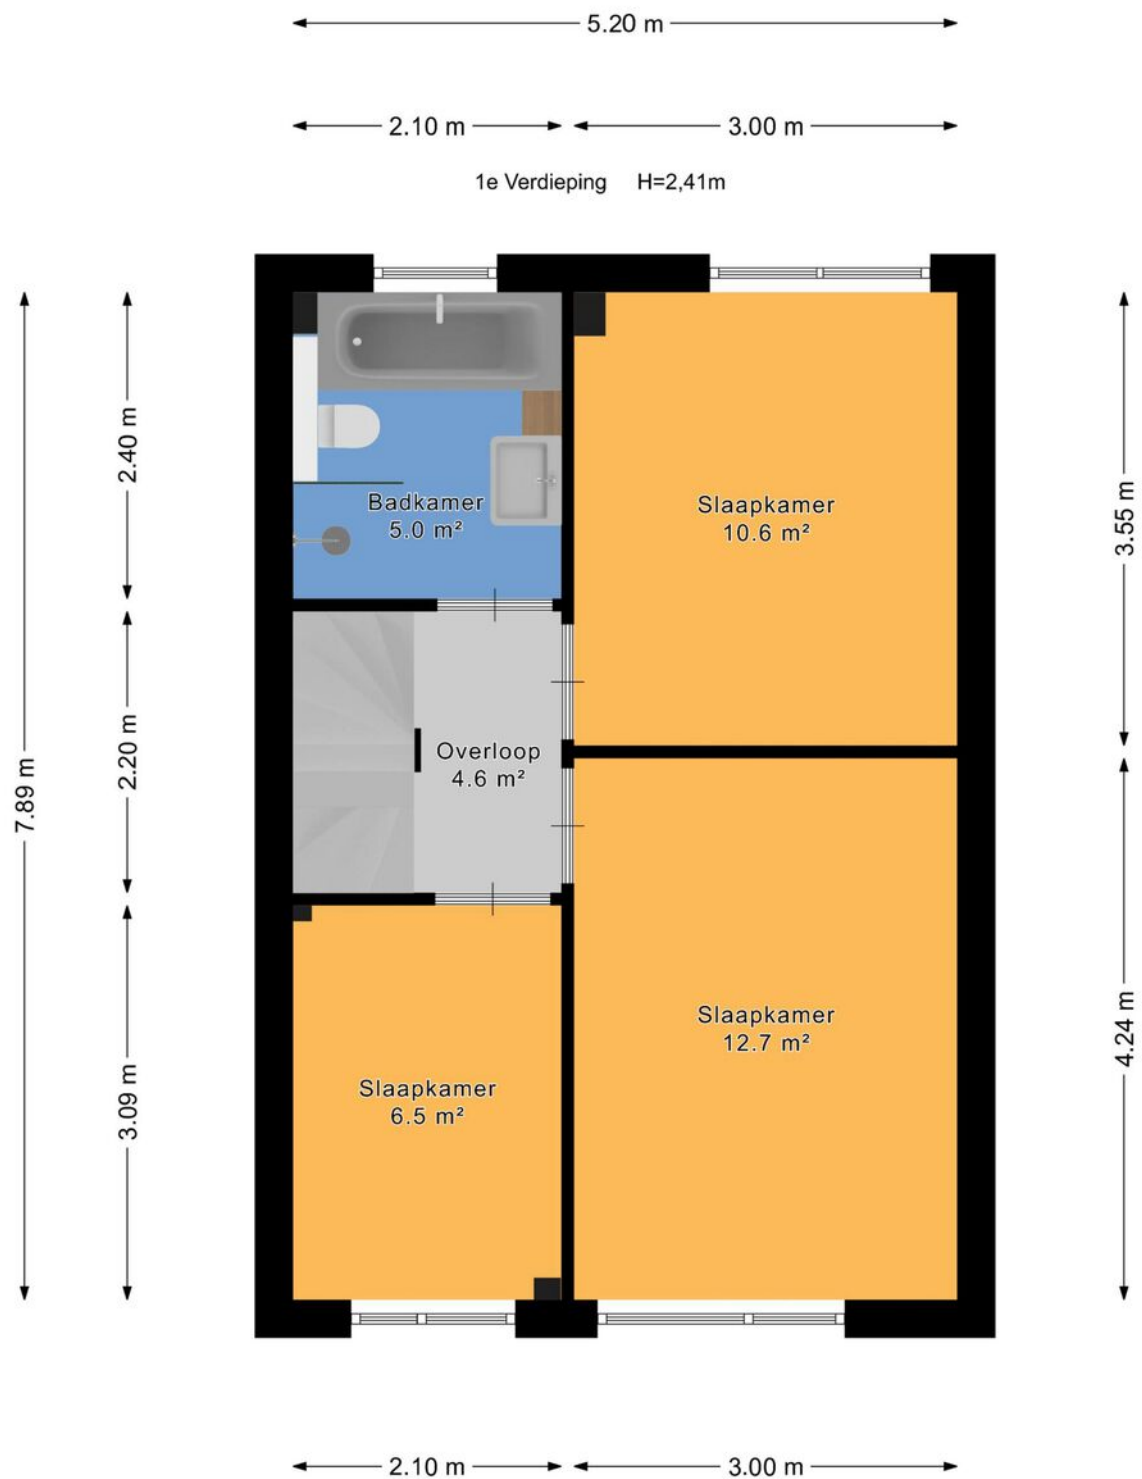 5.20 m
2.10 m
3.00 m
1e Verdieping H=2,41m
7.89 m
2.40 m
2.20 m
3.09 m
Badkamer
5.0 m²
Slaapkamer
10.6 m²
Overloop
4.6 m²
Slaapkamer
12.7 m²
Slaapkamer
6.5 m²
3.55 m
4.24 m
2.10 m
3.00 m